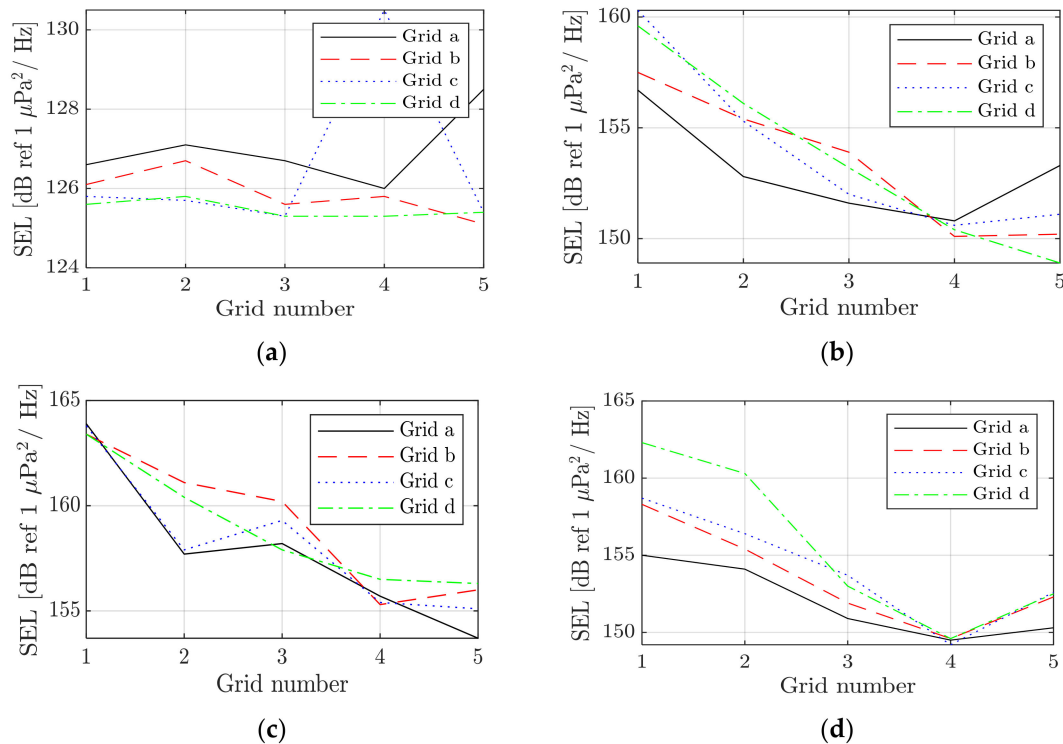 SEL [dB ref 1 μPa²/ Hz]
130
128
126
124
1 2 3 4 5
Grid number
Grid a
Grid b
Grid c
Grid d
(a)
SEL [dB ref 1 μPa²/ Hz]
160
155
150
1 2 3 4 5
Grid number
Grid a
Grid b
Grid c
Grid d
(b)
SEL [dB ref 1 μPa²/ Hz]
165
160
155
1 2 3 4 5
Grid number
Grid a
Grid b
Grid c
Grid d
(c)
SEL [dB ref 1 μPa²/ Hz]
165
160
155
150
1 2 3 4 5
Grid number
Grid a
Grid b
Grid c
Grid d
(d)